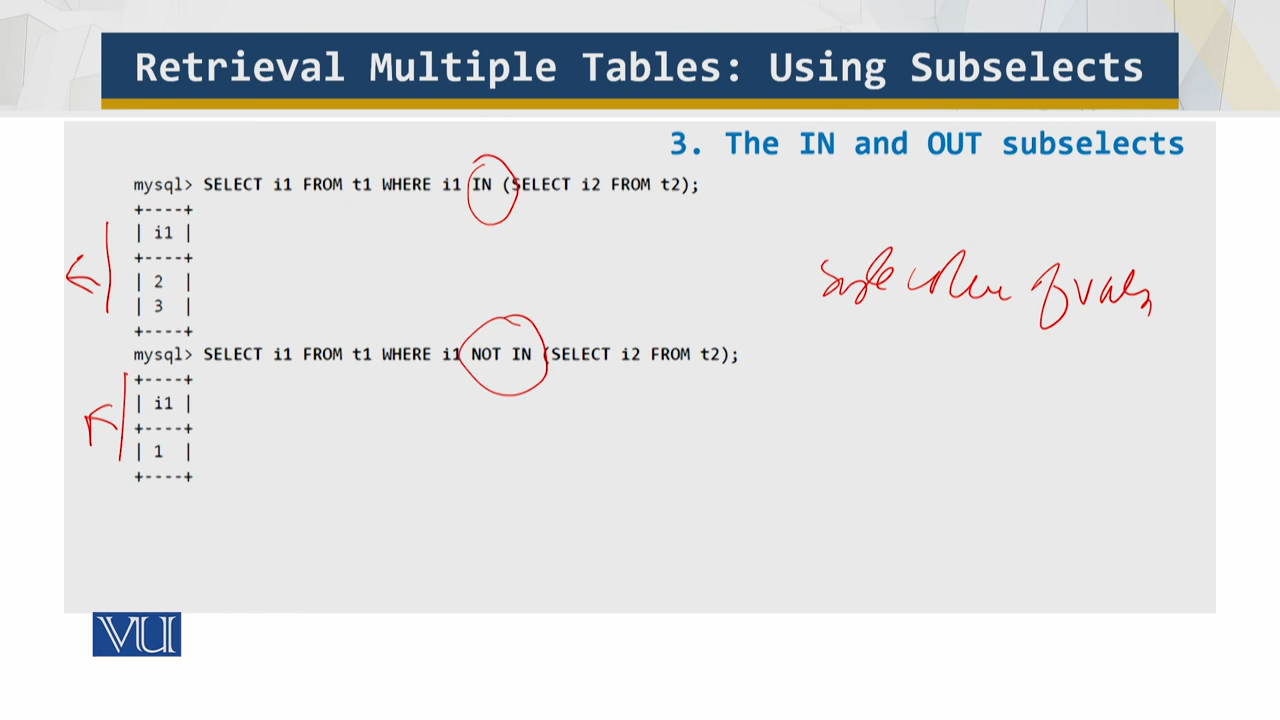 Retrieval Multiple Tables: Using Subselects
3. The IN and OUT subselects
mysql> SELECT i1 FROM t1 WHERE i1 IN (SELECT i2 FROM t2);
+----+
| i1 |
+----+
| 2 |
| 3 |
+----+
mysql> SELECT i1 FROM t1 WHERE i1 NOT IN (SELECT i2 FROM t2);
+----+
| i1 |
+----+
| 1 |
+----+
of values
VU